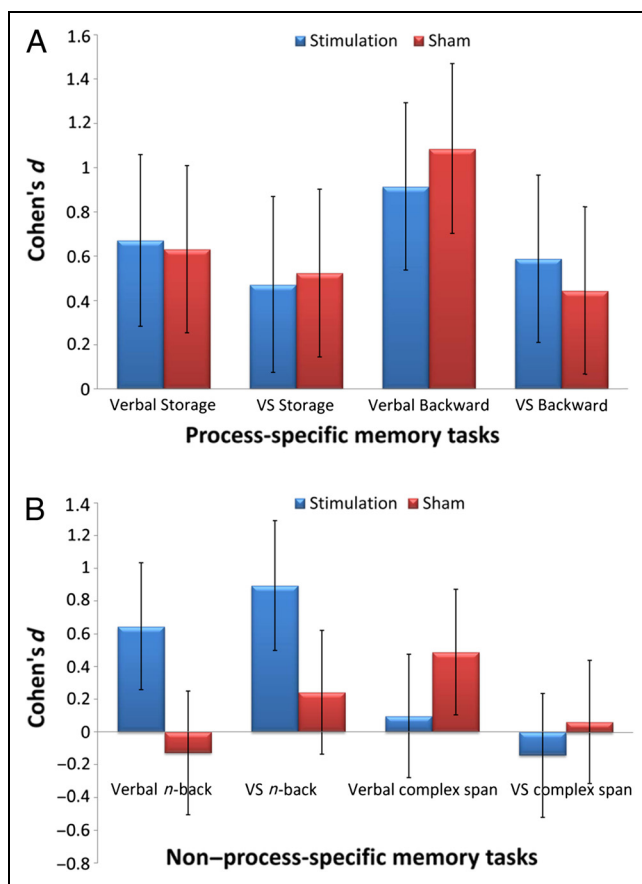 A
Stimulation Sham
1.6
1.4
1.2
1
0.8
0.6
0.4
0.2
0
Cohen's d
Verbal Storage VS Storage Verbal Backward VS Backward
Process-specific memory tasks
B
Stimulation Sham
1.4
1.2
1
0.8
0.6
0.4
0.2
0
−0.2
−0.4
−0.6
−0.8
Cohen's d
Verbal n-back VS n-back Verbal complex span VS complex span
Non–process-specific memory tasks